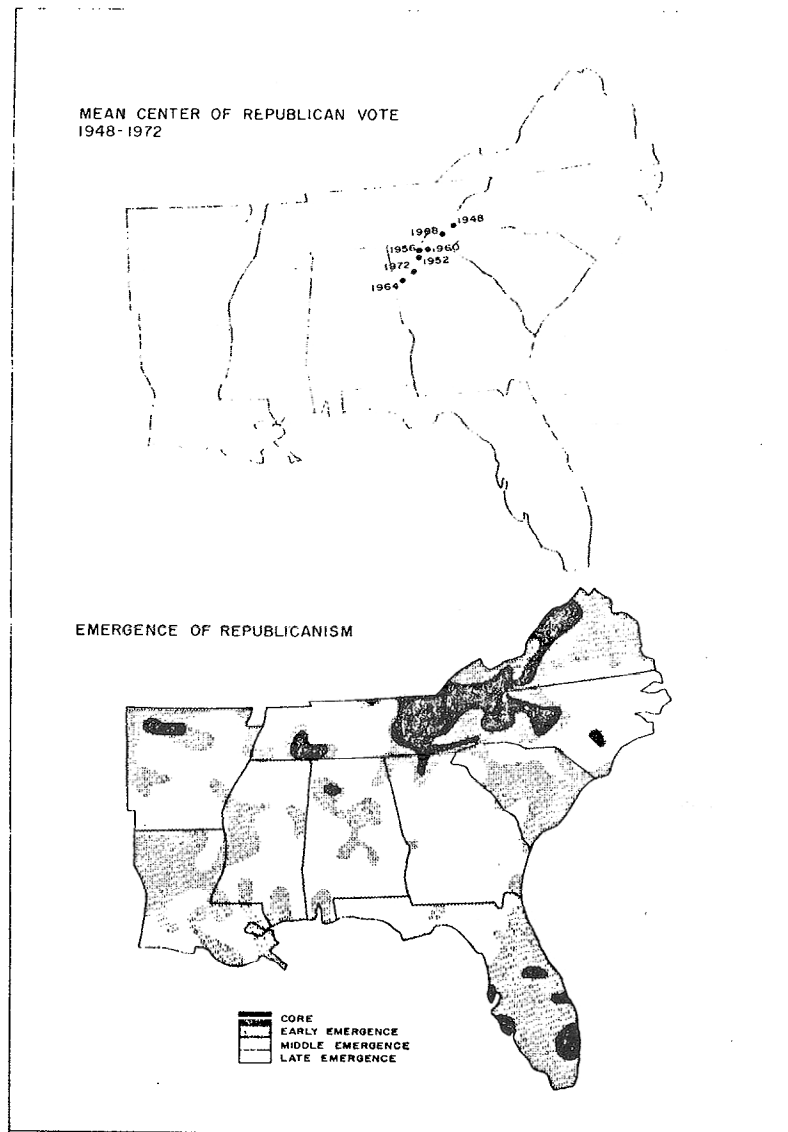 MEAN CENTER OF REPUBLICAN VOTE
1948-1972
1948
1968
1956
1960
1952
1972
1964
EMERGENCE OF REPUBLICANISM
CORE
EARLY EMERGENCE
MIDDLE EMERGENCE
LATE EMERGENCE